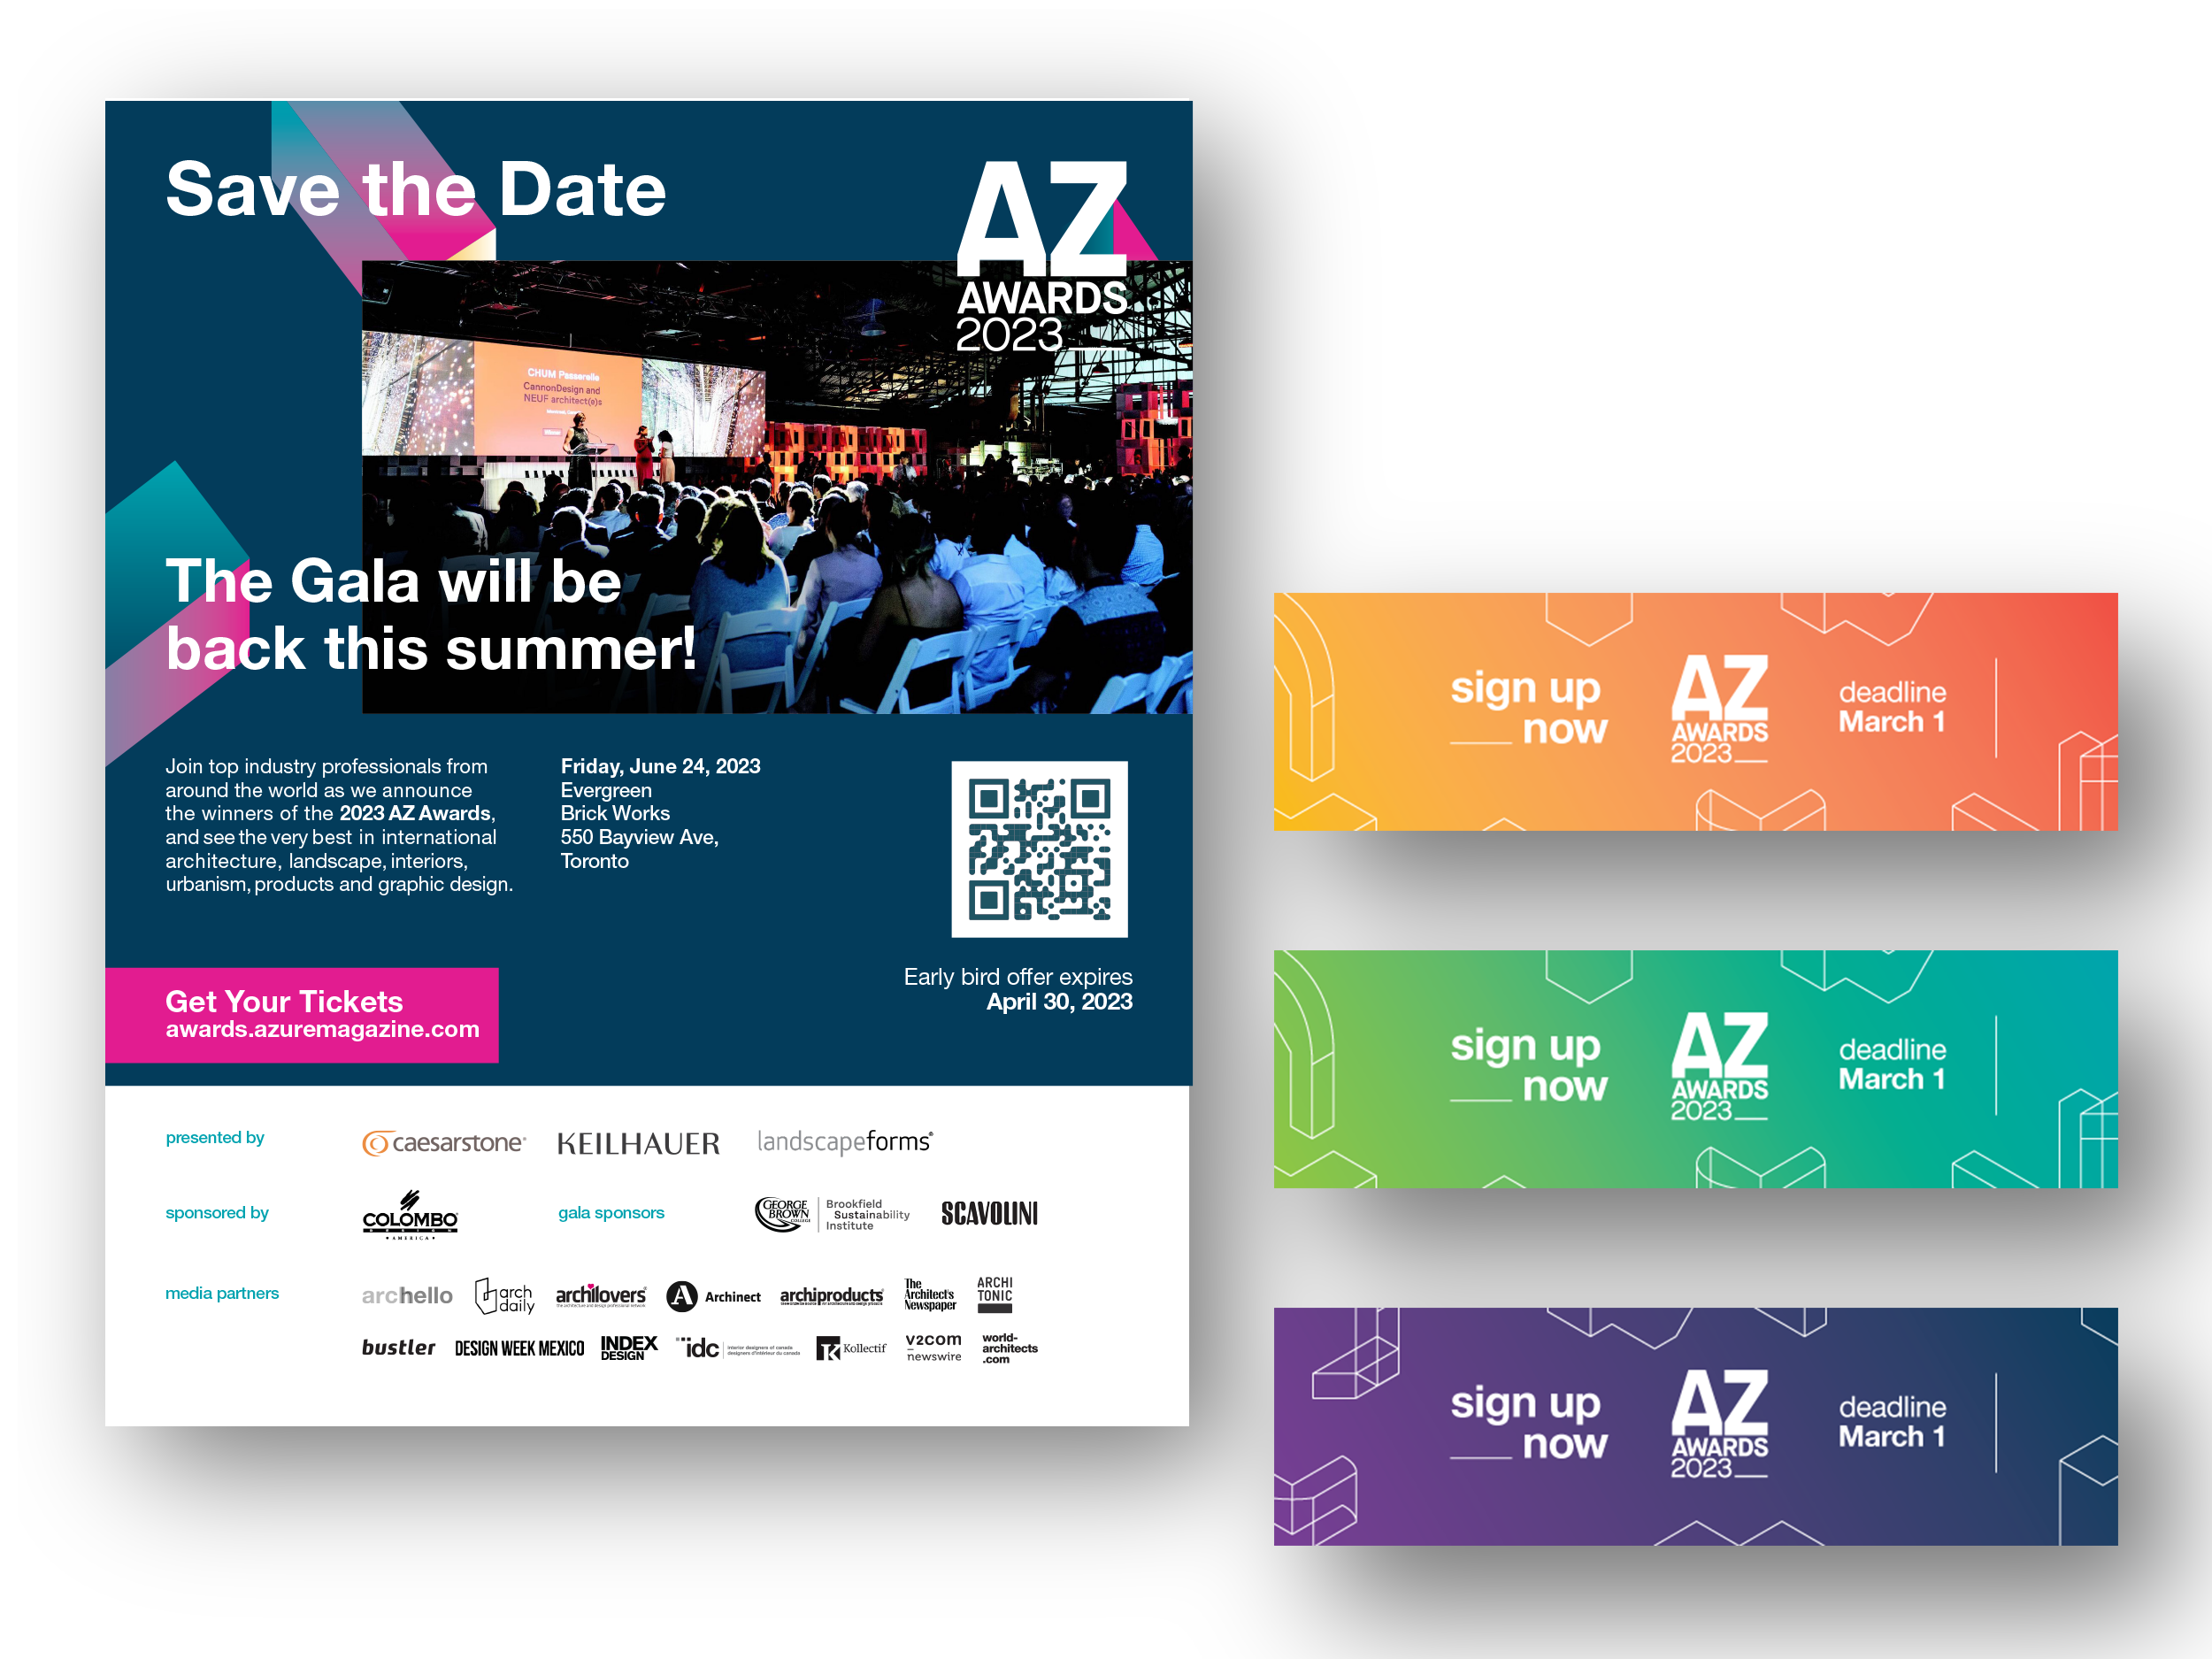 Save the Date
AZ
AWARDS
2023
CHUM Passerelle
CannonDesign and
NEUF architect(e)s
The Gala will be
back this summer!
Join top industry professionals from
around the world as we announce
the winners of the 2023 AZ Awards,
and see the very best in international
architecture, landscape, interiors,
urbanism, products and graphic design.
Friday, June 24, 2023
Evergreen
Brick Works
550 Bayview Ave,
Toronto
Early bird offer expires
April 30, 2023
Get Your Tickets
awards.azuremagazine.com
presented by
caesarstone®
KEILHAUER
landscapeforms®
sponsored by
COLOMBO
DESIGN
• AMERICA •
gala sponsors
GEORGE
BROWN
COLLEGE
Brookfield
Sustainability
Institute
SCAVOLINI
media partners
archello
arch
daily
archilovers
A Archinect
archiproducts
The
Architect's
Newspaper
ARCHI
TONIC
bustler
DESIGN WEEK MEXICO
INDEX
DESIGN
idc
interior designers of canada
designers d'intérieur du canada
K Kollectif
v2com
newswire
world-
architects
.com
sign up
now
AZ
AWARDS
2023
deadline
March 1
sign up
now
AZ
AWARDS
2023
deadline
March 1
sign up
now
AZ
AWARDS
2023
deadline
March 1